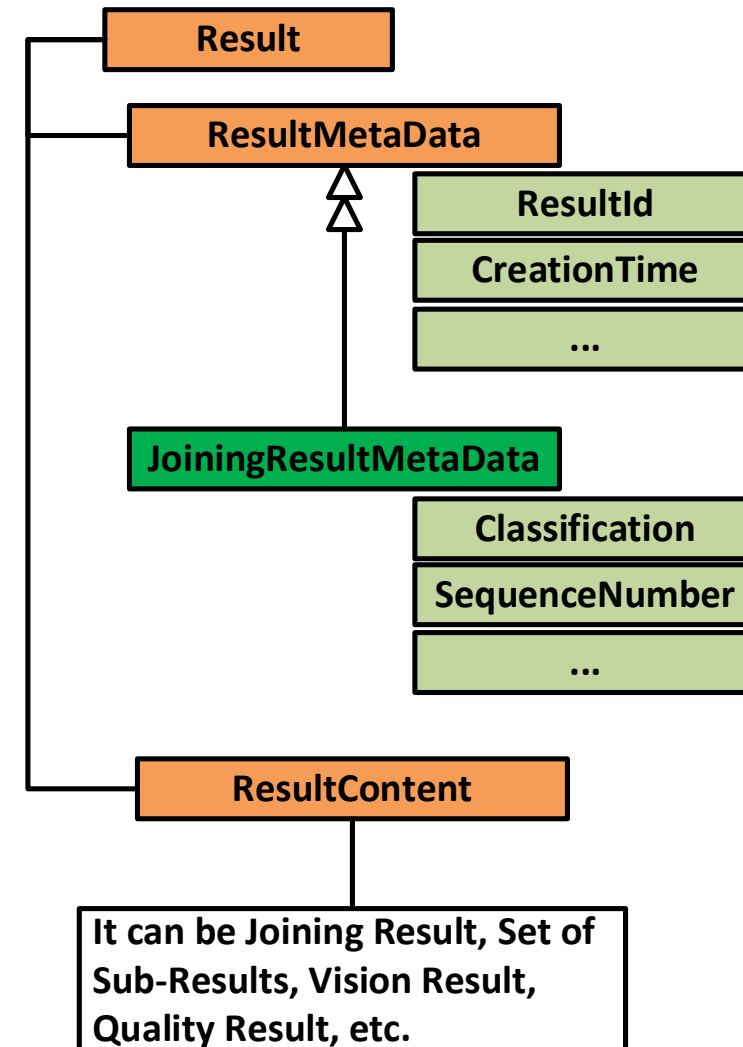 Result
ResultMetaData
ResultId
CreationTime
...
JoiningResultMetaData
Classification
SequenceNumber
...
ResultContent
It can be Joining Result, Set of
Sub-Results, Vision Result,
Quality Result, etc.